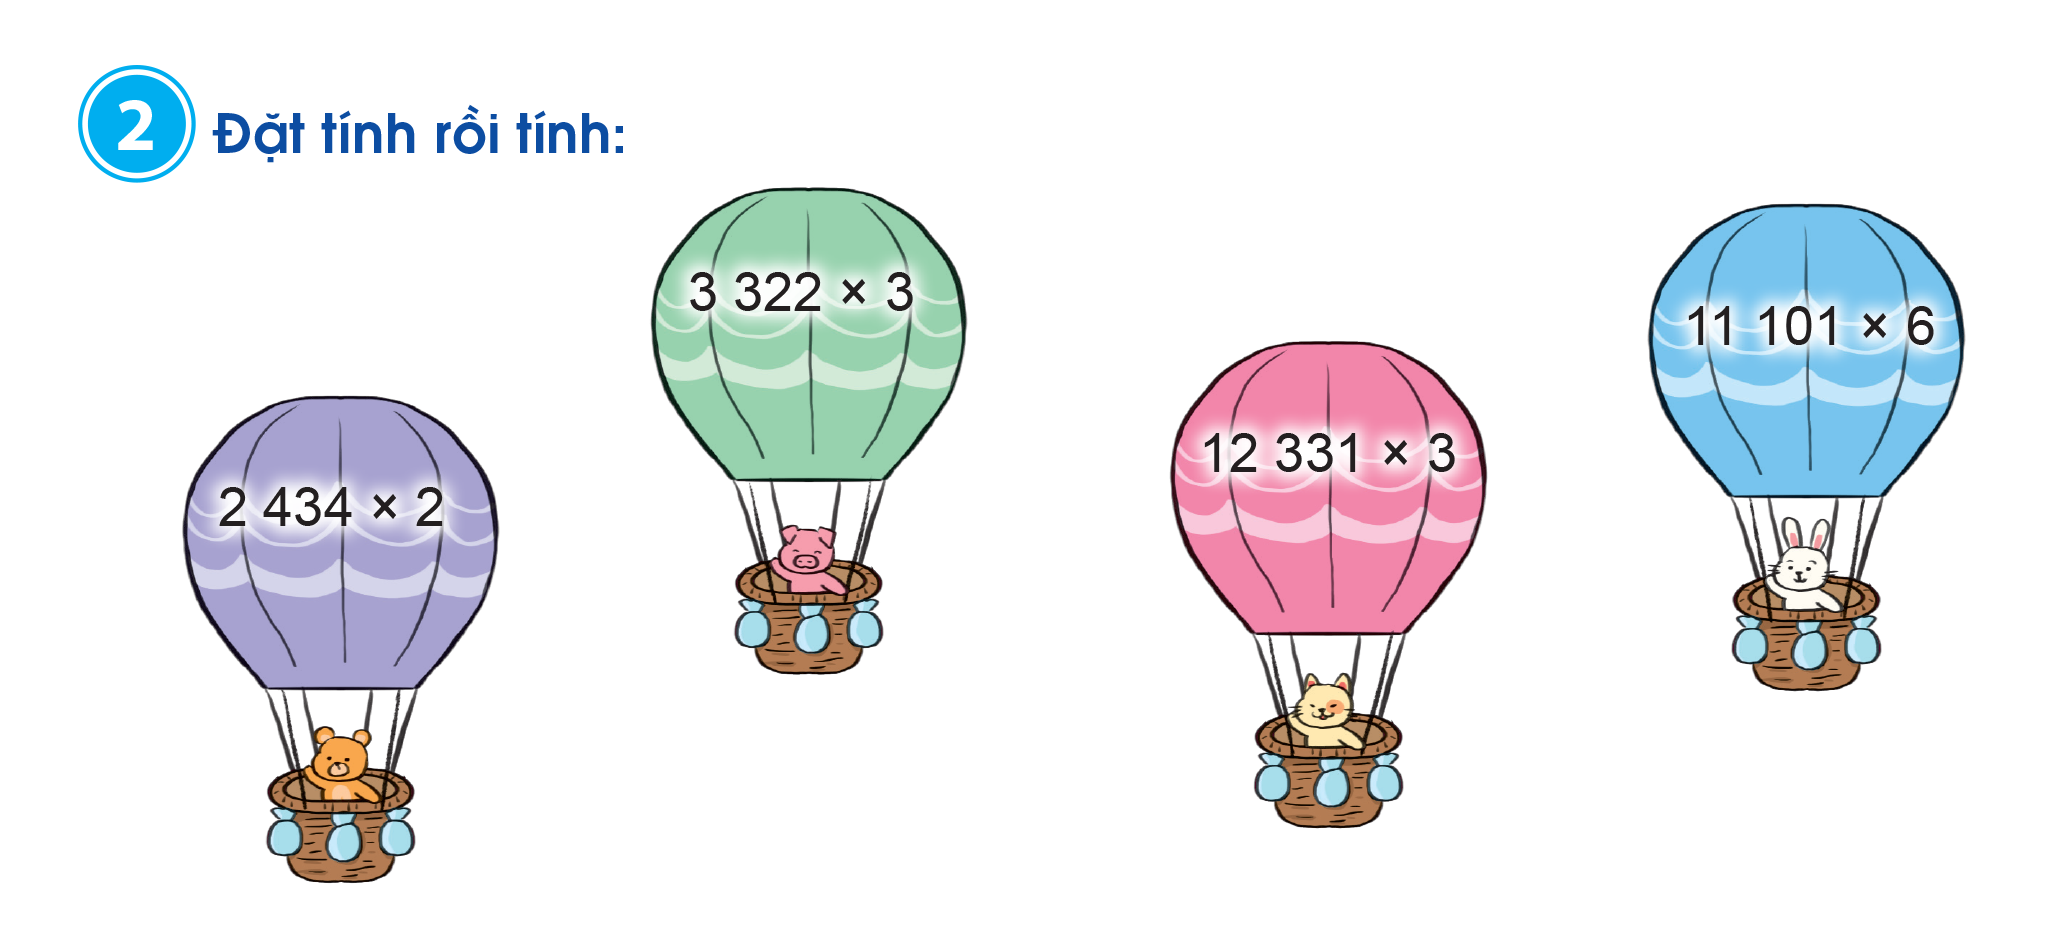 2 Đặt tính rồi tính:
2 434 × 2
3 322 × 3
12 331 × 3
11 101 × 6